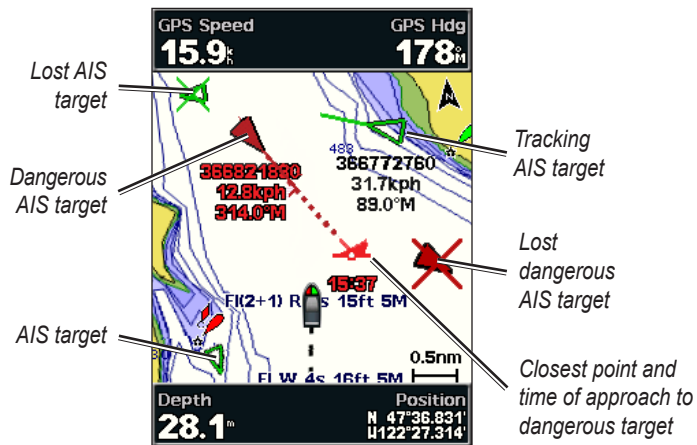 GPS Speed
15.9kh
GPS Hdg
178°M
N
Lost AIS
target
Dangerous
AIS target
AIS target
488
366772760
31.7kph
89.0°M
366821880
12.8kph
314.0°M
15:37
Fl(2+1) R s 15ft 5M
Fl W 4s 16ft 5M
0.5nm
Tracking
AIS target
Lost
dangerous
AIS target
Closest point and
time of approach to
dangerous target
Depth
28.1m
Position
N 47°36.831'
W122°27.314'